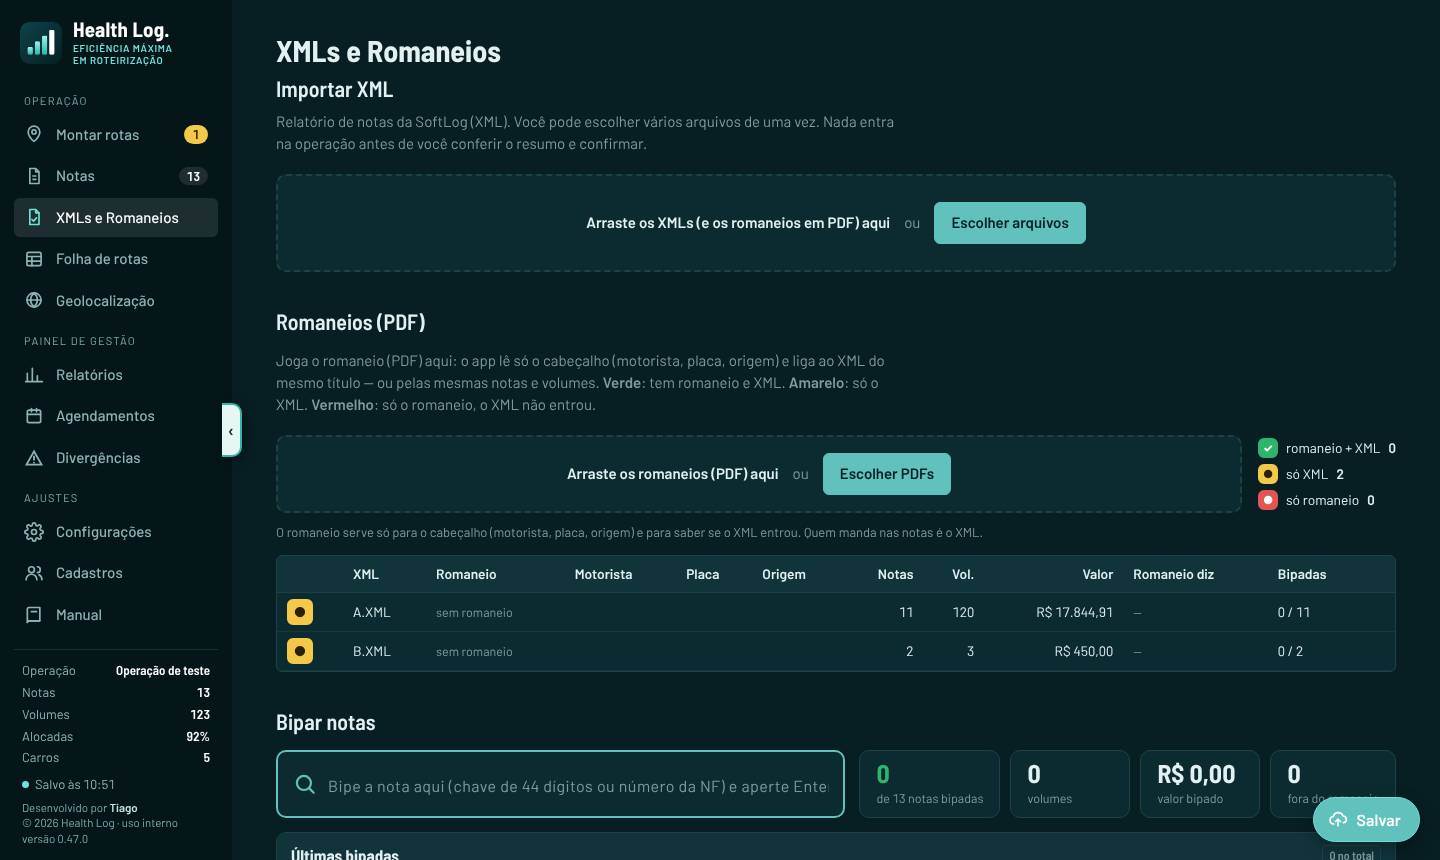 Health Log.
EFICIÊNCIA MÁXIMA
EM ROTEIRIZAÇÃO
OPERAÇÃO
Montar rotas 1
Notas 13
XMLs e Romaneios
Folha de rotas
Geolocalização
PAINEL DE GESTÃO
Relatórios
Agendamentos
Divergências
AJUSTES
Configurações
Cadastros
Manual
Operação Operação de teste
Notas 13
Volumes 123
Alocadas 92%
Carros 5
Salvo às 10:51
Desenvolvido por Tiago
© 2026 Health Log · uso interno
versão 0.47.0
‹
XMLs e Romaneios
Importar XML
Relatório de notas da SoftLog (XML). Você pode escolher vários arquivos de uma vez. Nada entra
na operação antes de você conferir o resumo e confirmar.
Arraste os XMLs (e os romaneios em PDF) aqui ou Escolher arquivos
Romaneios (PDF)
Joga o romaneio (PDF) aqui: o app lê só o cabeçalho (motorista, placa, origem) e liga ao XML do
mesmo título — ou pelas mesmas notas e volumes. Verde: tem romaneio e XML. Amarelo: só o
XML. Vermelho: só o romaneio, o XML não entrou.
Arraste os romaneios (PDF) aqui ou Escolher PDFs
romaneio + XML 0
só XML 2
só romaneio 0
O romaneio serve só para o cabeçalho (motorista, placa, origem) e para saber se o XML entrou. Quem manda nas notas é o XML.
XML Romaneio Motorista Placa Origem Notas Vol. Valor Romaneio diz Bipadas
A.XML sem romaneio 11 120 R$ 17.844,91 — 0 / 11
B.XML sem romaneio 2 3 R$ 450,00 — 0 / 2
Bipar notas
Bipe a nota aqui (chave de 44 dígitos ou número da NF) e aperte Enter
0
de 13 notas bipadas
0
volumes
R$ 0,00
valor bipado
0
fora do
Salvar
Últimas bipadas
0 no total